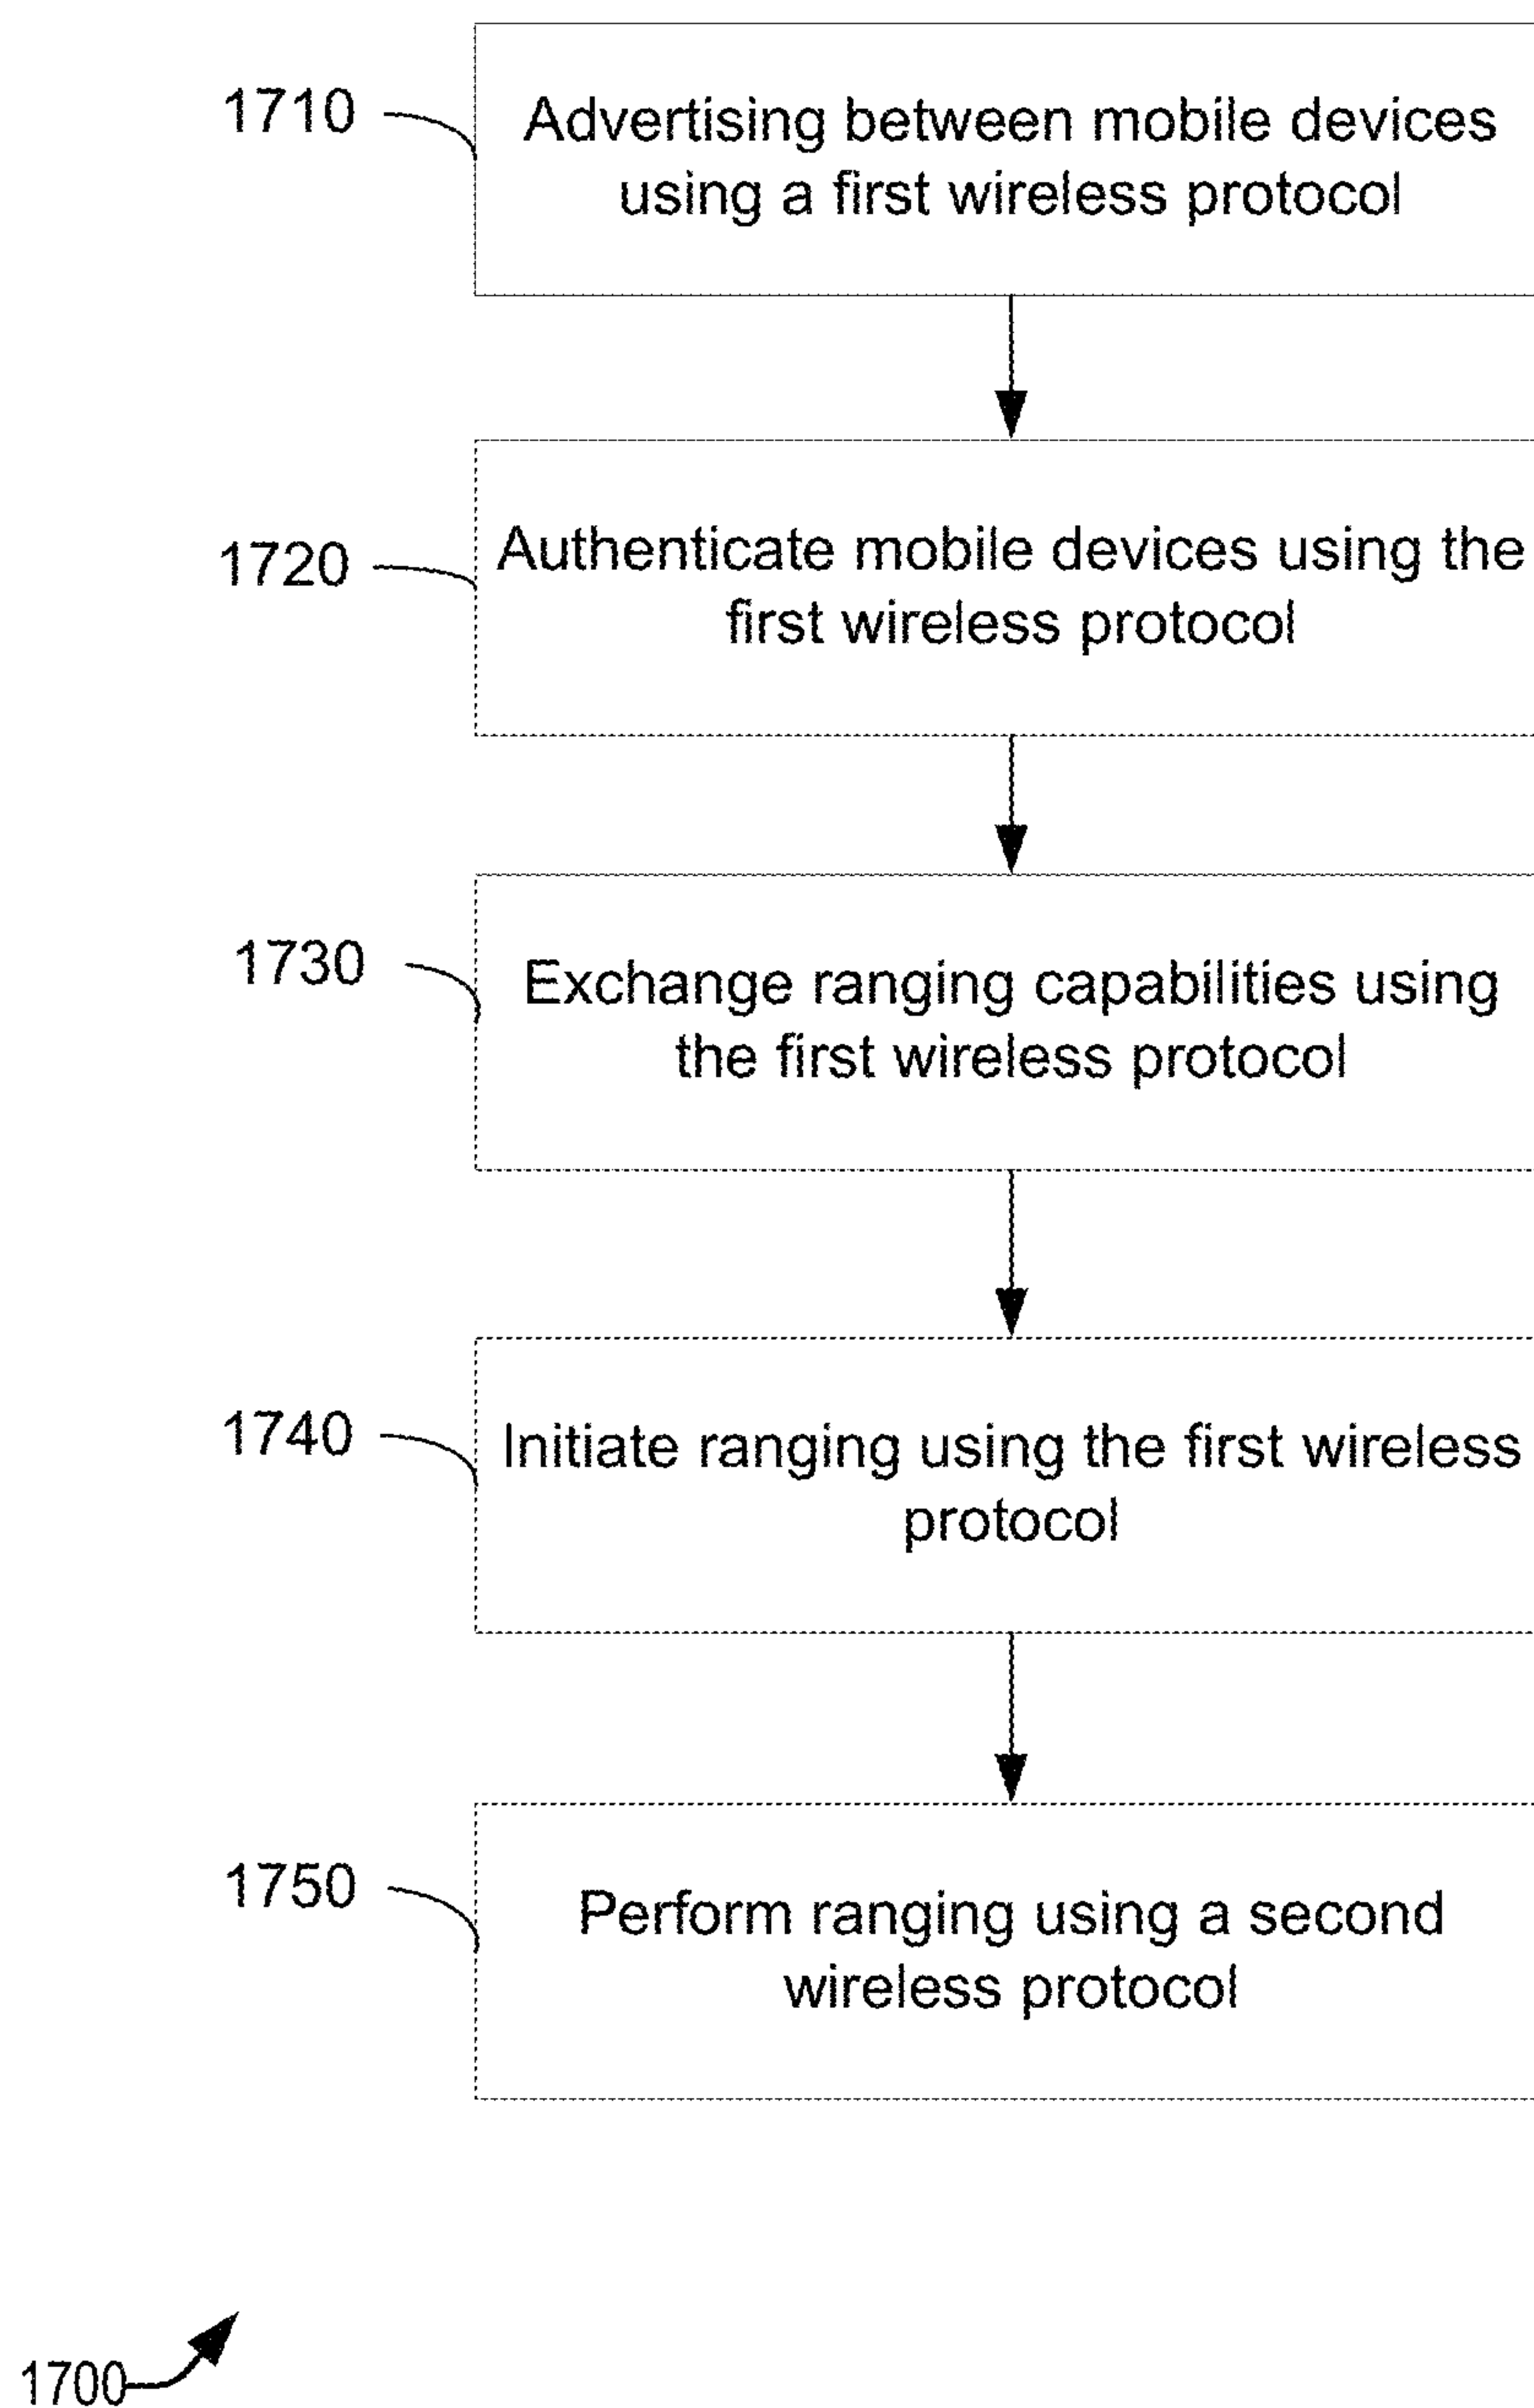 1710
Advertising between mobile devices
using a first wireless protocol
1720
Authenticate mobile devices using the
first wireless protocol
1730
Exchange ranging capabilities using
the first wireless protocol
1740
Initiate ranging using the first wireless
protocol
1750
Perform ranging using a second
wireless protocol
1700